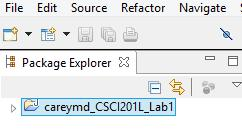 File Edit Source Refactor Navigate
Package Explorer
careymd_CSCI201L_Lab1